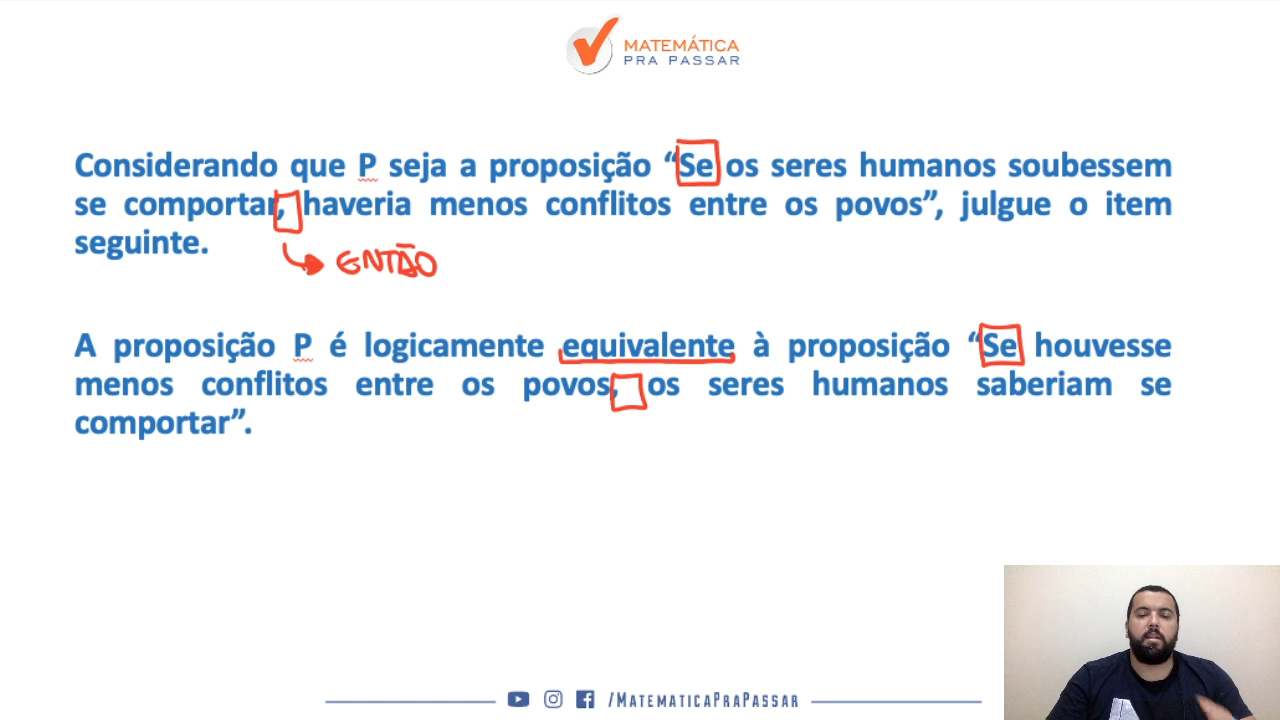 MATEMÁTICA
PRA PASSAR
Considerando que P seja a proposição “Se os seres humanos soubessem
se comportar, haveria menos conflitos entre os povos”, julgue o item
seguinte.
ENTÃO
A proposição P é logicamente equivalente à proposição “Se houvesse
menos conflitos entre os povos, os seres humanos saberiam se
comportar”.
/MATEMATICAPRAPASSAR